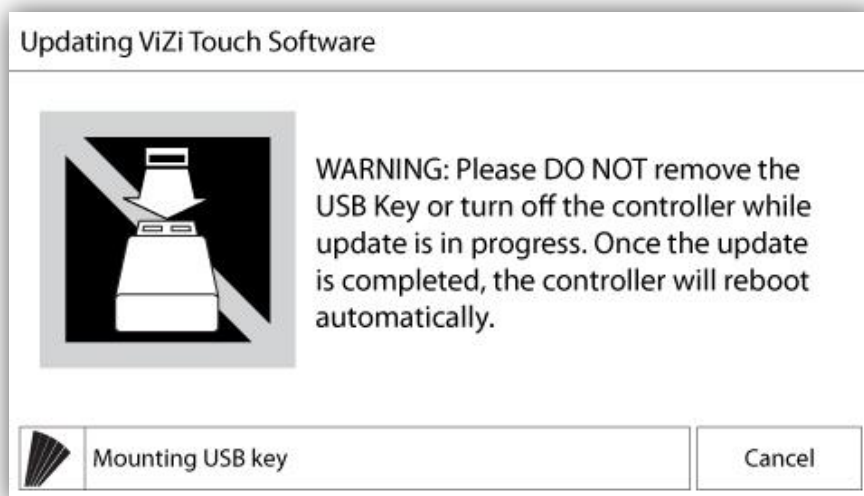 Updating ViZi Touch Software
WARNING: Please DO NOT remove the
USB Key or turn off the controller while
update is in progress. Once the update
is completed, the controller will reboot
automatically.
Mounting USB key
Cancel